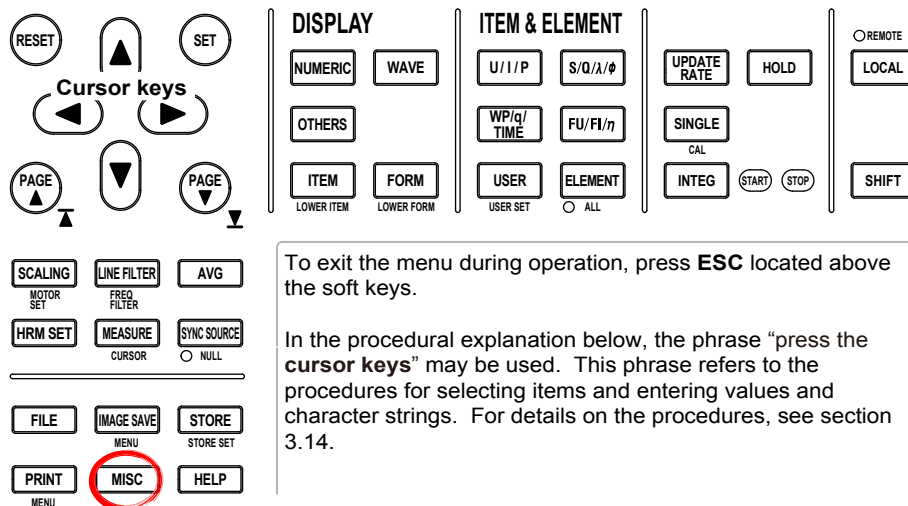 RESET
SET
Cursor keys
PAGE
PAGE
DISPLAY
NUMERIC WAVE
OTHERS
ITEM FORM
LOWER ITEM LOWER FORM
ITEM & ELEMENT
U/I/P S/Q/λ/ϕ
WP/q/
TIME
FU/FI/η
USER ELEMENT
USER SET ALL
UPDATE
RATE
HOLD
SINGLE
CAL
INTEG START STOP
REMOTE
LOCAL
SHIFT
SCALING LINE FILTER AVG
MOTOR
SET
FREQ
FILTER
HRM SET MEASURE SYNC SOURCE
CURSOR NULL
FILE IMAGE SAVE STORE
MENU STORE SET
PRINT MISC HELP
MENU
To exit the menu during operation, press ESC located above
the soft keys.
In the procedural explanation below, the phrase “press the
cursor keys” may be used. This phrase refers to the
procedures for selecting items and entering values and
character strings. For details on the procedures, see section
3.14.